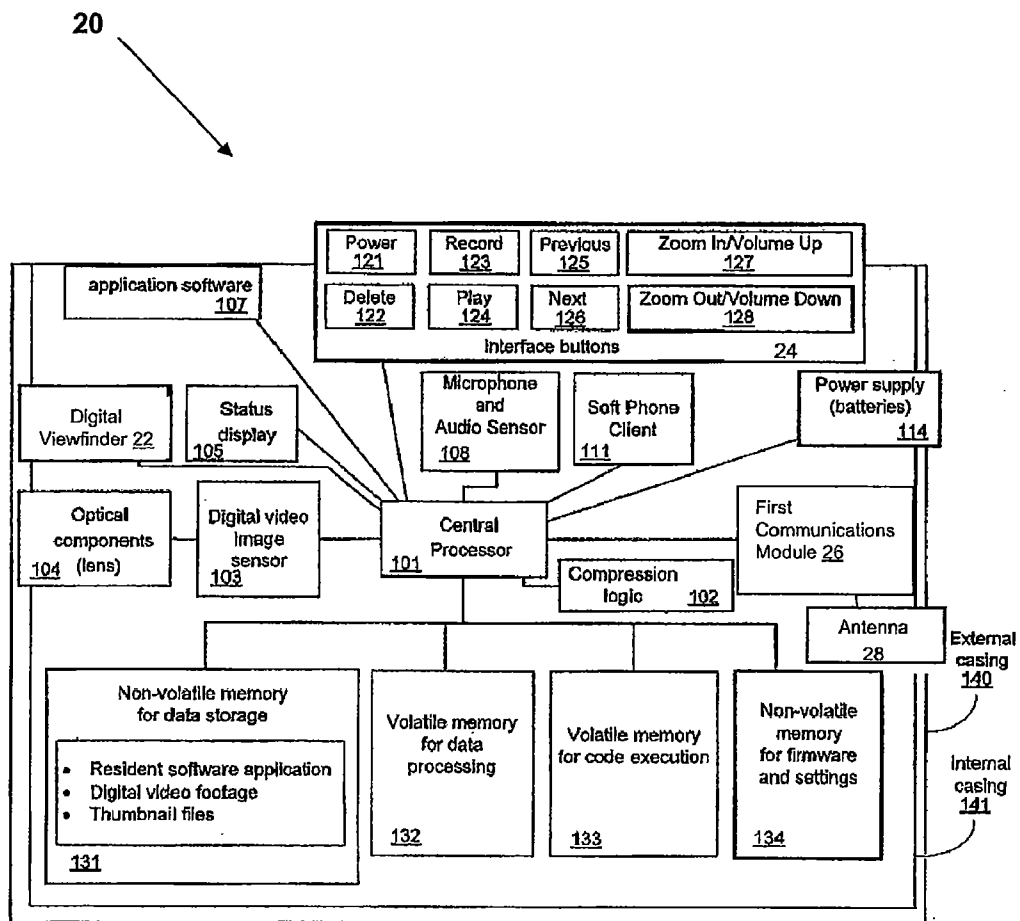 20
Power
121
Record
123
Previous
125
Zoom In/Volume Up
127
Delete
122
Play
124
Next
126
Zoom Out/Volume Down
128
Interface buttons 24
application software
107
Digital
Viewfinder 22
Status
display
105
Microphone
and
Audio Sensor
108
Soft Phone
Client
111
Power supply
(batteries)
114
Optical
components
(lens)
104
Digital video
Image
sensor
103
Central
Processor
101
First
Communications
Module 26
Compression
logic 102
Antenna
28
External
casing
140
Internal
casing
141
Non-volatile memory
for data storage
• Resident software application
• Digital video footage
• Thumbnail files
131
Volatile memory
for data
processing
132
Volatile memory
for code execution
133
Non-volatile
memory
for firmware
and settings
134